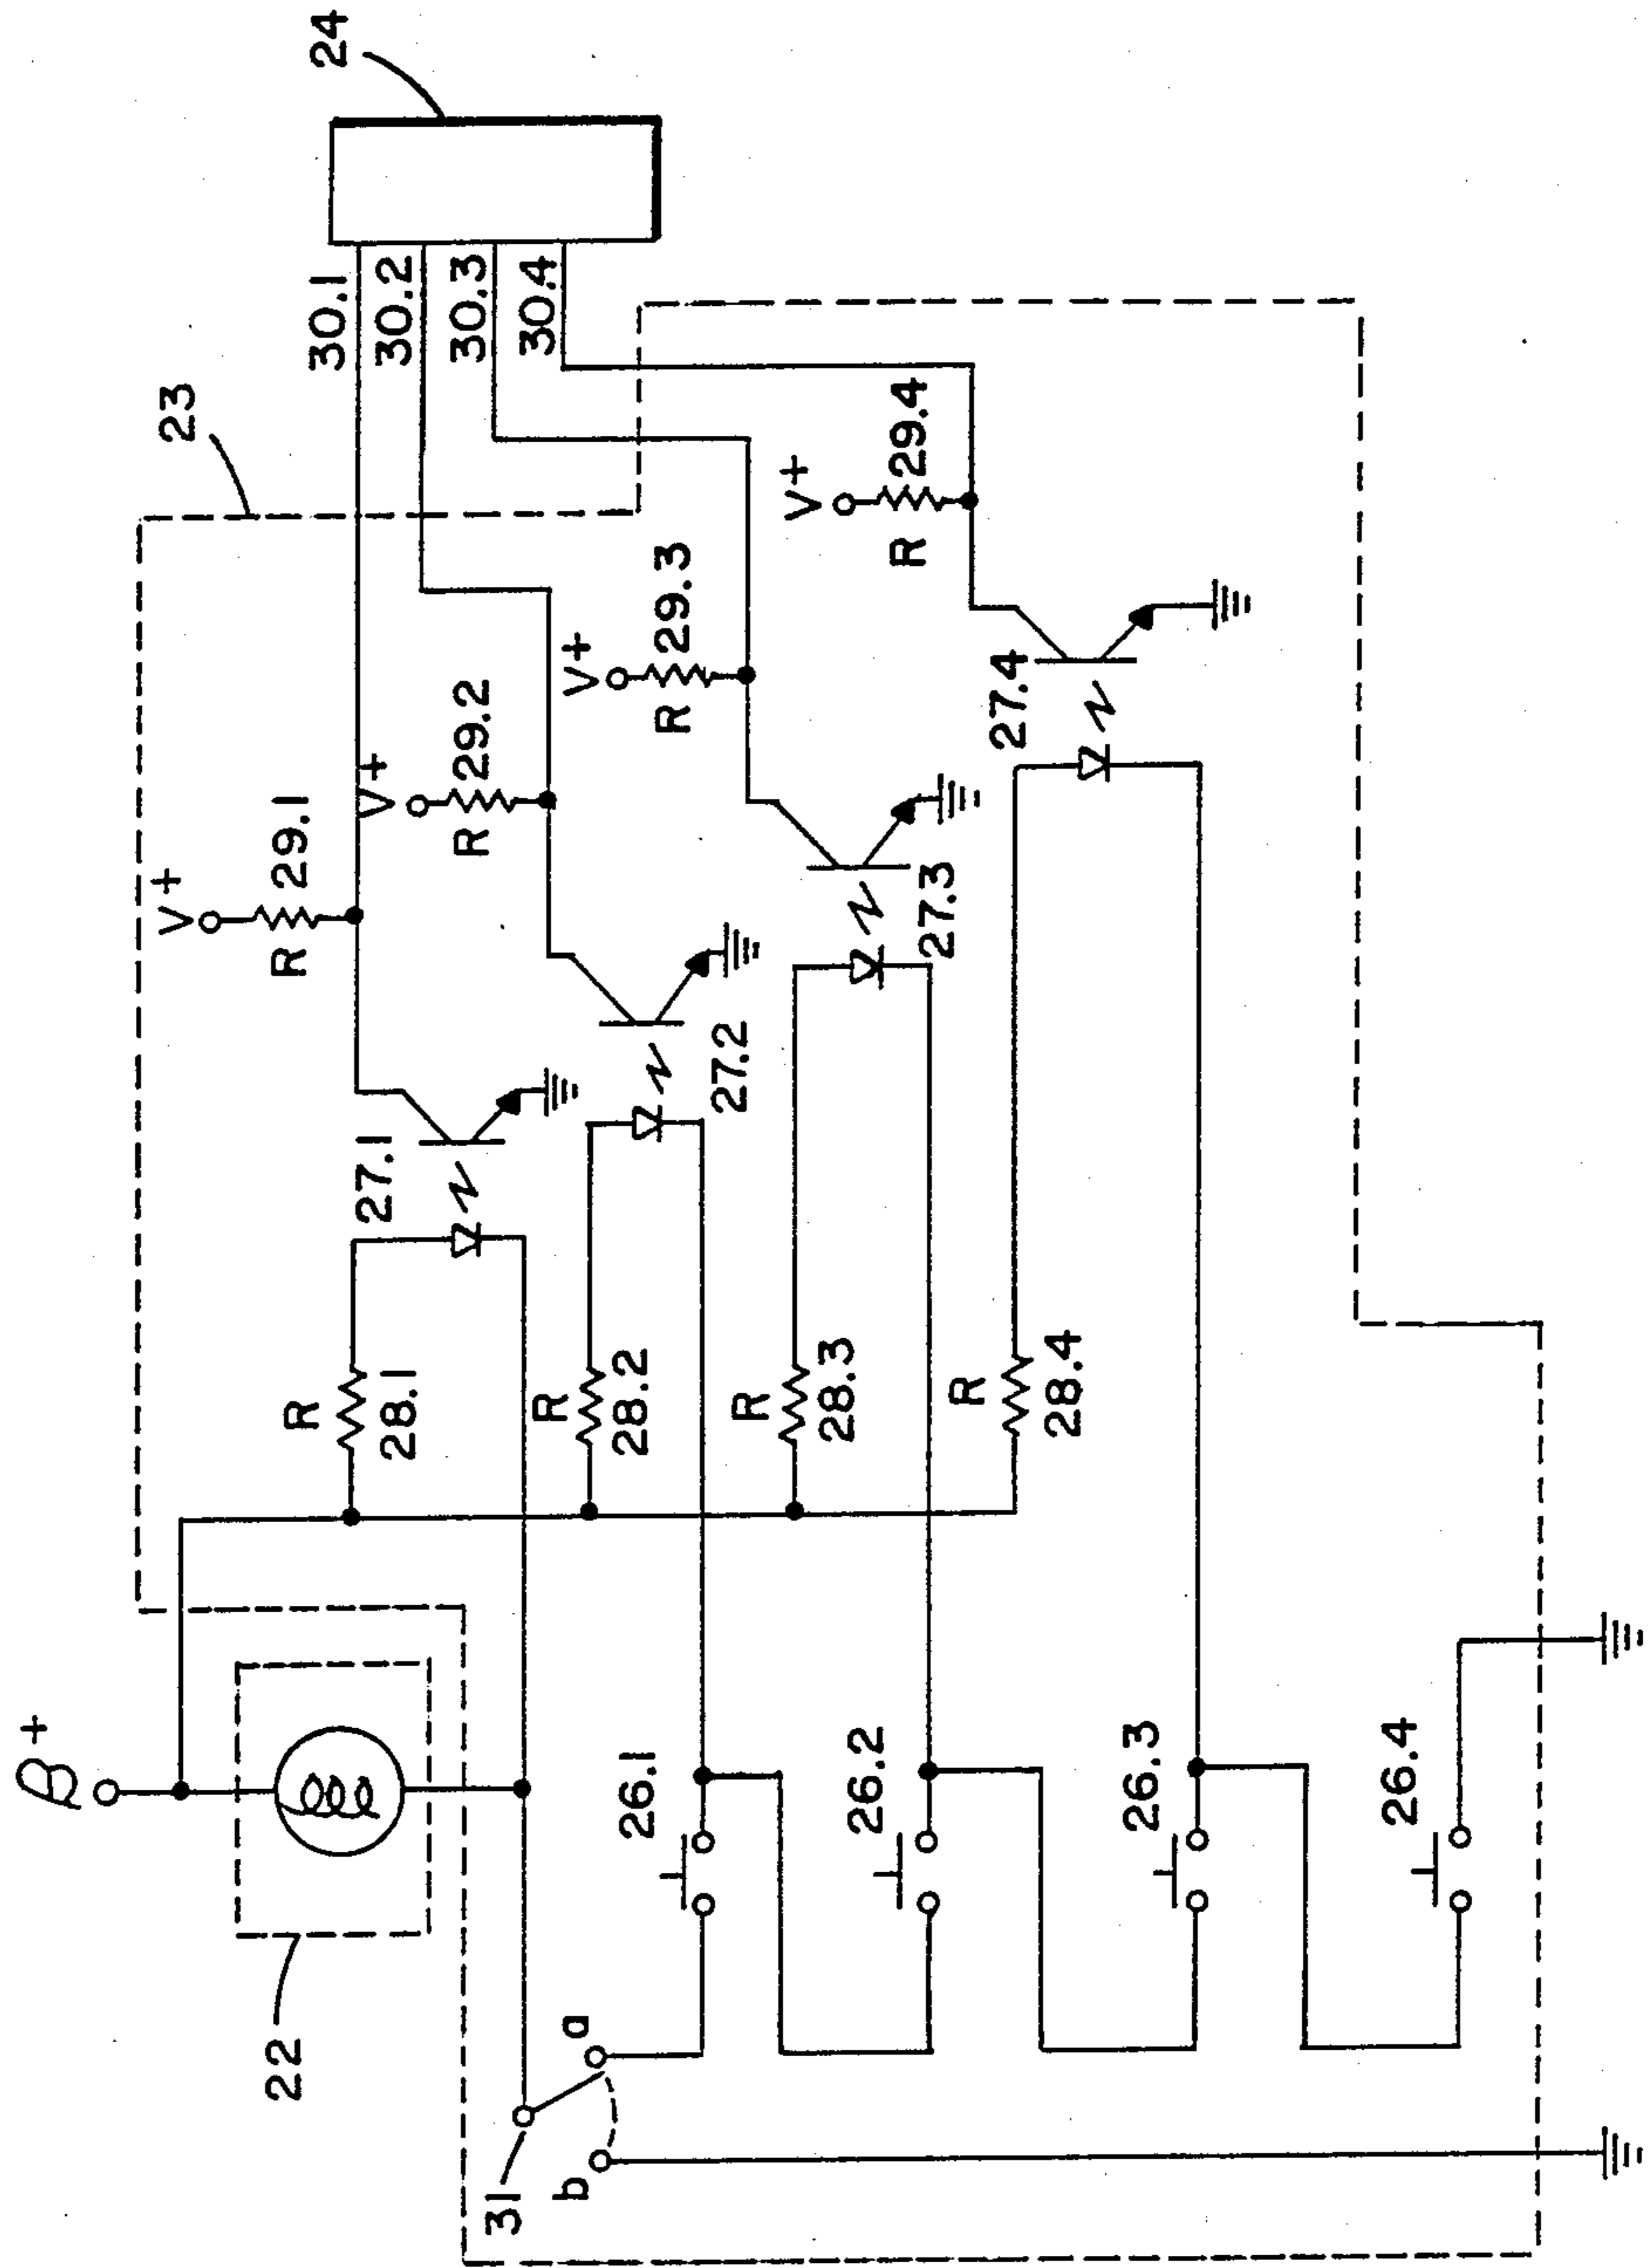 24
30.1
30.2
30.3
30.4
23
V+
R 29.4
V+
R 29.3
V+
R 29.2
V+
R 29.1
27.4
27.3
27.2
27.1
R
28.1
R
28.2
R
28.3
R
28.4
B+
22
26.1
26.2
26.3
26.4
a
31
b